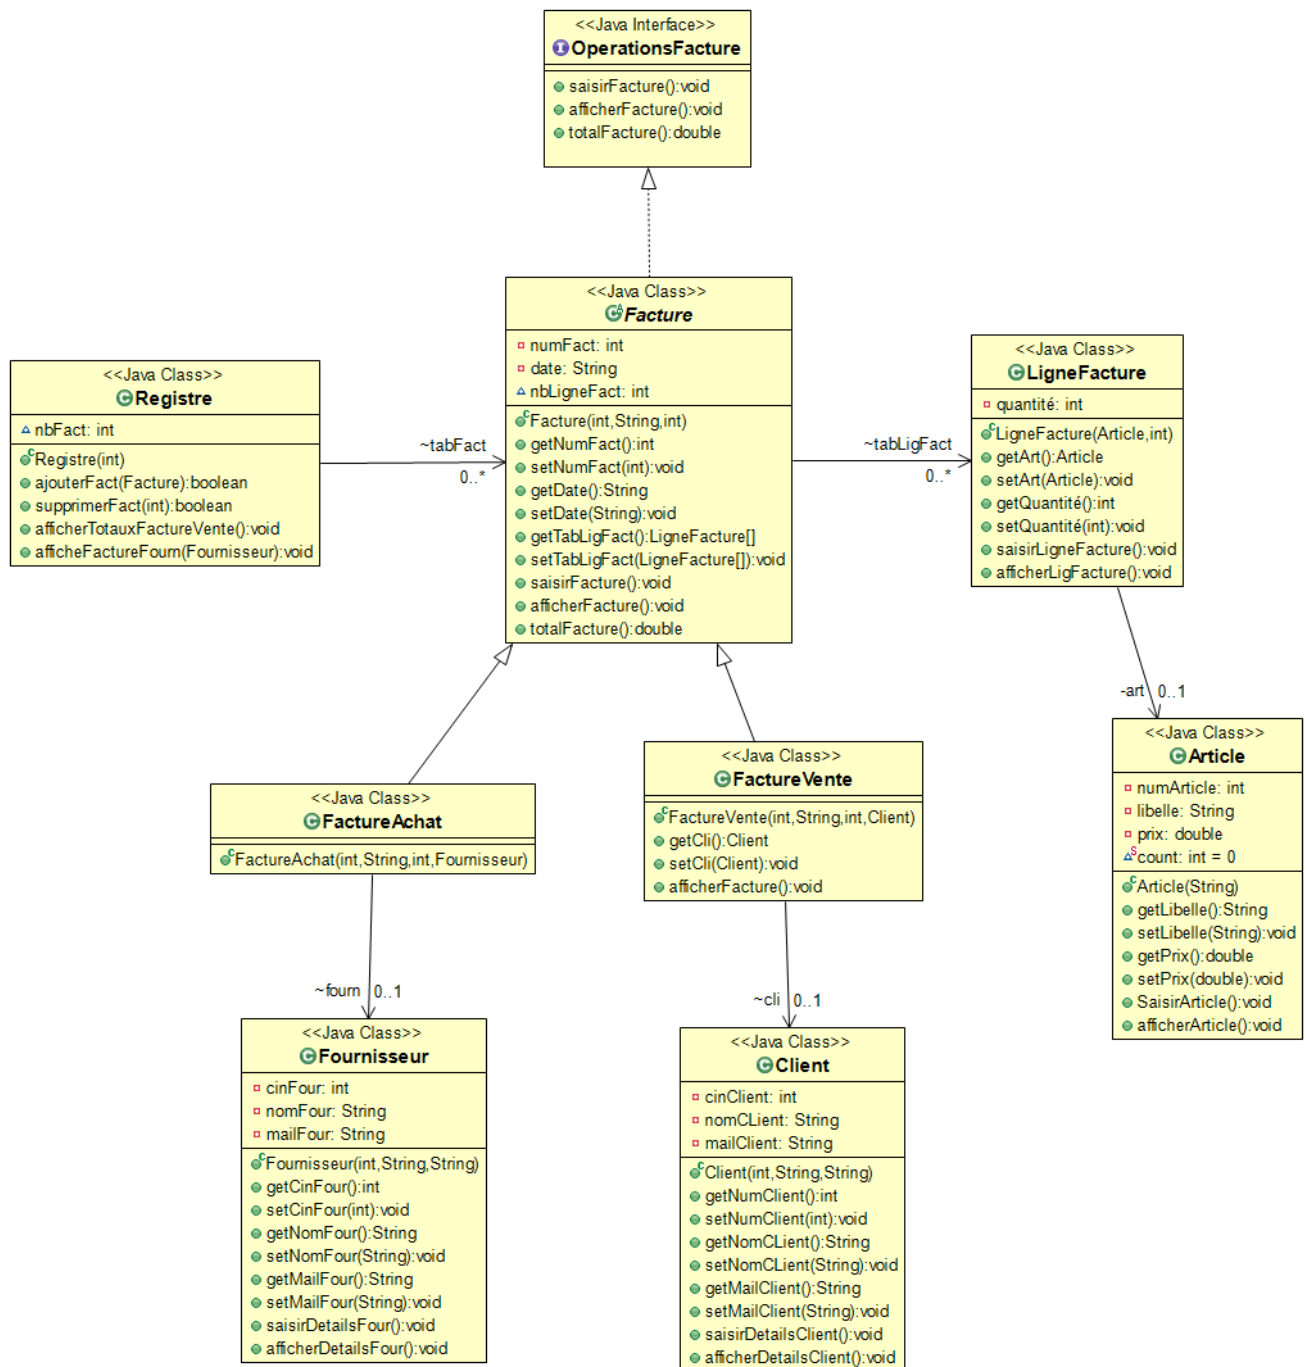 <<Java Interface>>
OperationsFacture
saisirFacture():void
afficherFacture():void
totalFacture():double
<<Java Class>>
Facture
numFact: int
date: String
nbLigneFact: int
Facture(int,String,int)
getNumFact():int
setNumFact(int):void
getDate():String
setDate(String):void
getTabLigFact():LigneFacture[]
setTabLigFact(LigneFacture[]):void
saisirFacture():void
afficherFacture():void
totalFacture():double
<<Java Class>>
Registre
nbFact: int
Registre(int)
ajouterFact(Facture):boolean
supprimerFact(int):boolean
afficherTotauxFactureVente():void
afficheFactureFourn(Fournisseur):void
~tabFact
0..*
~tabLigFact
0..*
<<Java Class>>
LigneFacture
quantité: int
LigneFacture(Article,int)
getArt():Article
setArt(Article):void
getQuantité():int
setQuantité(int):void
saisirLigneFacture():void
afficherLigFacture():void
-art 0..1
<<Java Class>>
Article
numArticle: int
libelle: String
prix: double
count: int = 0
Article(String)
getLibelle():String
setLibelle(String):void
getPrix():double
setPrix(double):void
SaisirArticle():void
afficherArticle():void
<<Java Class>>
FactureVente
FactureVente(int,String,int,Client)
getCli():Client
setCli(Client):void
afficherFacture():void
<<Java Class>>
FactureAchat
FactureAchat(int,String,int,Fournisseur)
~fourn 0..1
~cli 0..1
<<Java Class>>
Fournisseur
cinFour: int
nomFour: String
mailFour: String
Fournisseur(int,String,String)
getCinFour():int
setCinFour(int):void
getNomFour():String
setNomFour(String):void
getMailFour():String
setMailFour(String):void
saisirDetailsFour():void
afficherDetailsFour():void
<<Java Class>>
Client
cinClient: int
nomCLient: String
mailClient: String
Client(int,String,String)
getNumClient():int
setNumClient(int):void
getNomCLient():String
setNomCLient(String):void
getMailClient():String
setMailClient(String):void
saisirDetailsClient():void
afficherDetailsClient():void